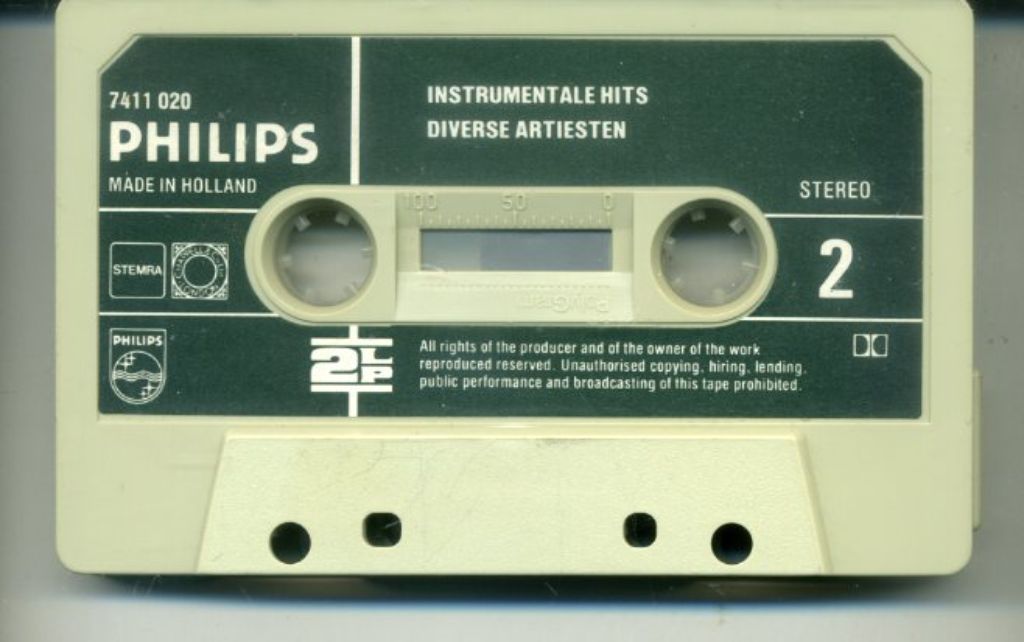 7411 020
PHILIPS
MADE IN HOLLAND
INSTRUMENTALE HITS
DIVERSE ARTIESTEN
STEREO
100 50 0
PolyGram
STEMRA
2
PHILIPS
2LP
All rights of the producer and of the owner of the work
reproduced reserved. Unauthorised copying, hiring, lending,
public performance and broadcasting of this tape prohibited.